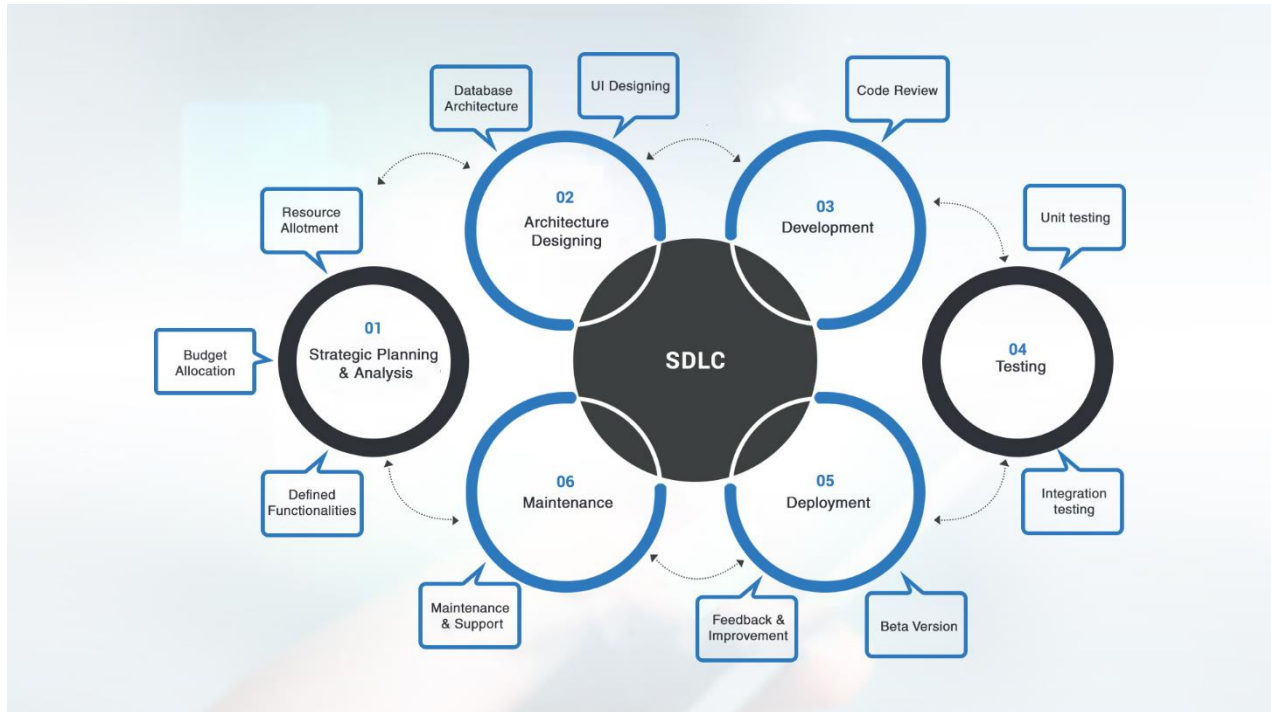 Database
Architecture
UI Designing
Code Review
Resource
Allotment
02
Architecture
Designing
03
Development
Unit testing
Budget
Allocation
01
Strategic Planning
& Analysis
SDLC
04
Testing
Defined
Functionalities
06
Maintenance
05
Deployment
Integration
testing
Maintenance
& Support
Feedback &
Improvement
Beta Version